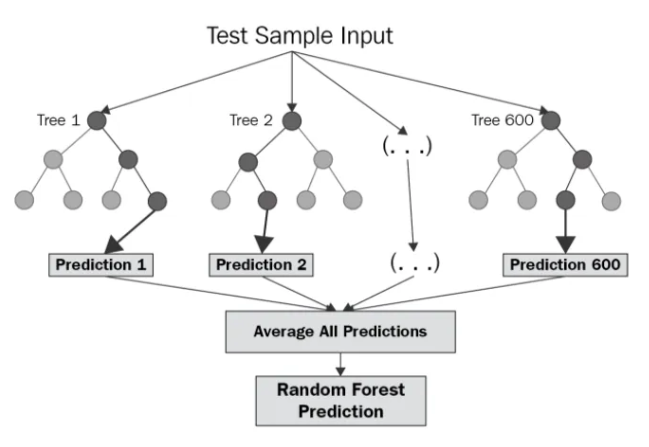 Test Sample Input
Tree 1
Tree 2
(. . .)
Tree 600
Prediction 1
Prediction 2
(. . .)
Prediction 600
Average All Predictions
Random Forest
Prediction